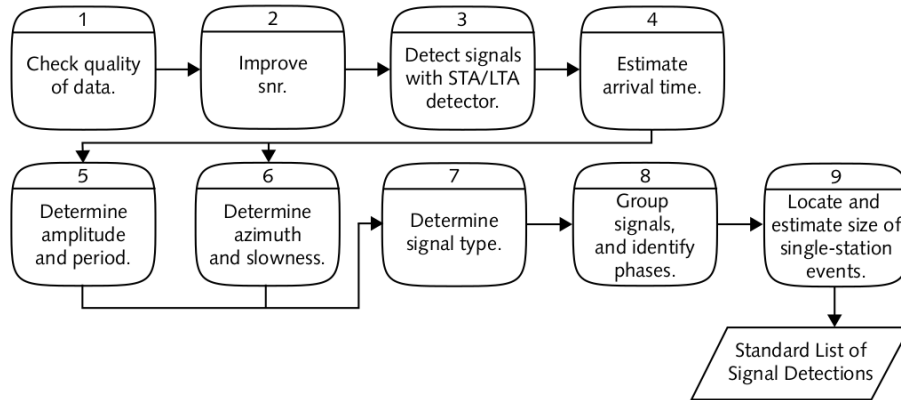 1
Check quality
of data.
2
Improve
snr.
3
Detect signals
with STA/LTA
detector.
4
Estimate
arrival time.
5
Determine
amplitude
and period.
6
Determine
azimuth
and slowness.
7
Determine
signal type.
8
Group
signals,
and identify
phases.
9
Locate and
estimate size of
single-station
events.
Standard List of
Signal Detections